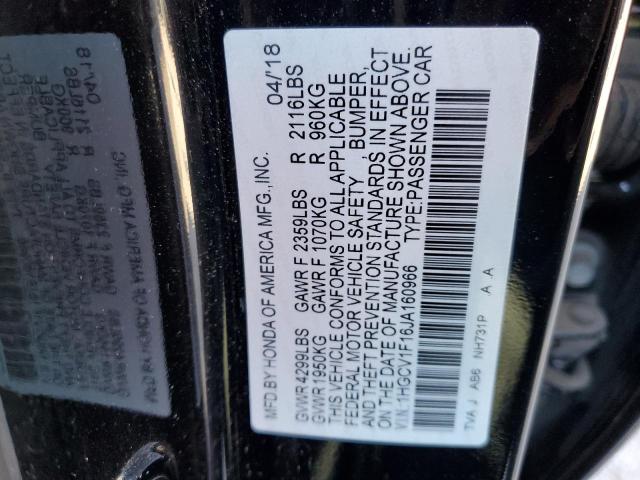 MFD.BY HONDA OF AMERICA MFG.,INC. 04/'18
GVWR 4299LBS GAWR F 2359LBS R 2116LBS
GVWR 1950KG GAWR F 1070KG R 960KG
THIS VEHICLE CONFORMS TO ALL APPLICABLE
FEDERAL MOTOR VEHICLE SAFETY, BUMPER,
AND THEFT PREVENTION STANDARDS IN EFFECT
ON THE DATE OF MANUFACTURE SHOWN ABOVE.
V.I.N.:1HGCV1F16JA160966 TYPE:PASSENGER CAR
TVA J AB6 NH731P A .A